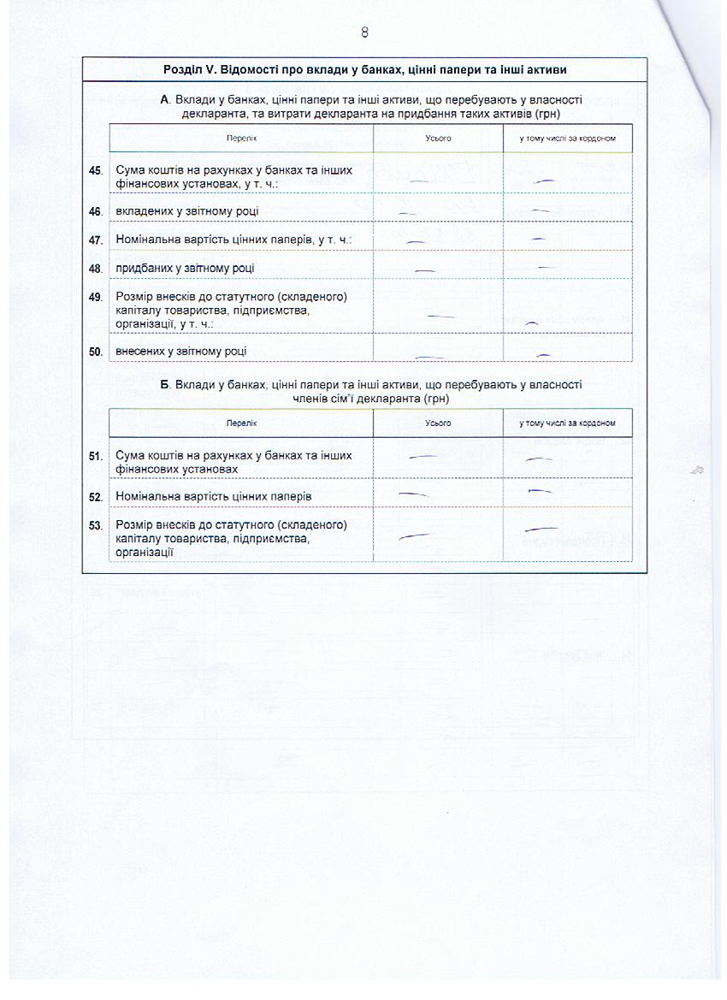 8
Розділ V. Відомості про вклади у банках, цінні папери та інші активи
А. Вклади у банках, цінні папери та інші активи, що перебувають у власності
декларанта, та витрати декларанта на придбання таких активів (грн)
Перелік Усього у тому числі за кордоном
45. Сума коштів на рахунках у банках та інших
фінансових установах, у т. ч.: — —
46. вкладених у звітному році — —
47. Номінальна вартість цінних паперів, у т. ч.: — —
48. придбаних у звітному році — —
49. Розмір внесків до статутного (складеного)
капіталу товариства, підприємства,
організації, у т. ч.: — —
50. внесених у звітному році — —
Б. Вклади у банках, цінні папери та інші активи, що перебувають у власності
членів сім’ї декларанта (грн)
Перелік Усього у тому числі за кордоном
51. Сума коштів на рахунках у банках та інших — —
фінансових установах
52. Номінальна вартість цінних паперів — —
53. Розмір внесків до статутного (складеного) — —
капіталу товариства, підприємства,
організації